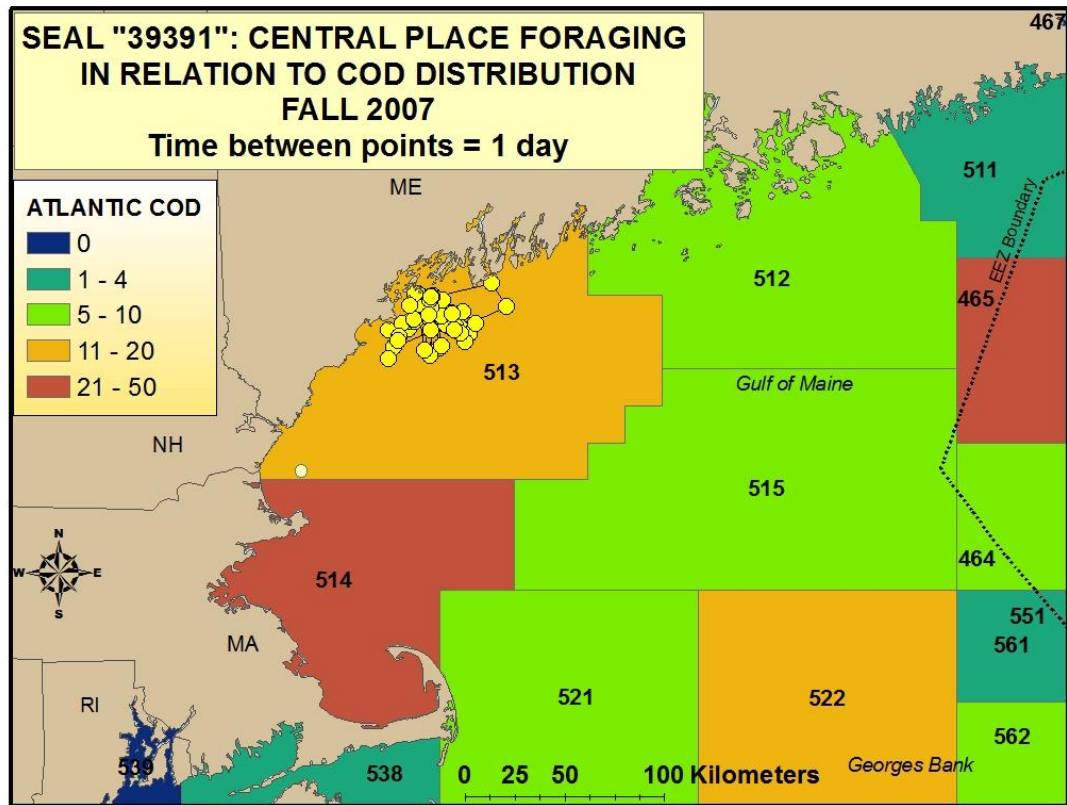 SEAL "39391": CENTRAL PLACE FORAGING
IN RELATION TO COD DISTRIBUTION
FALL 2007
Time between points = 1 day
467
ME
511
ATLANTIC COD
0
1 - 4
5 - 10
11 - 20
21 - 50
EEZ Boundary
512
465
513
Gulf of Maine
NH
515
N
W E
S
514
464
551
561
MA
RI
521
522
562
539
538
Georges Bank
0 25 50 100 Kilometers